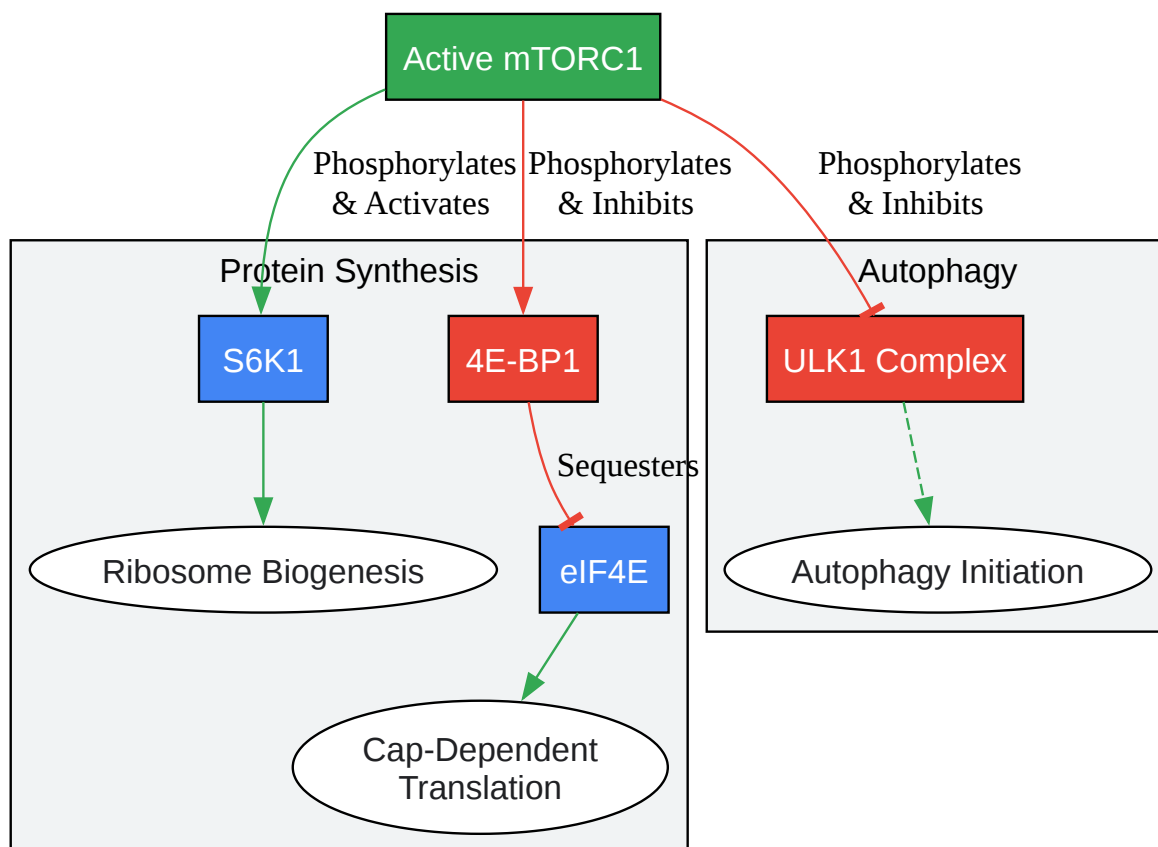 Active mTORC1
Phosphorylates
& Activates
Phosphorylates
& Inhibits
Phosphorylates
& Inhibits
Protein Synthesis
Autophagy
S6K1
4E-BP1
ULK1 Complex
Sequesters
Ribosome Biogenesis
eIF4E
Autophagy Initiation
Cap-Dependent
Translation